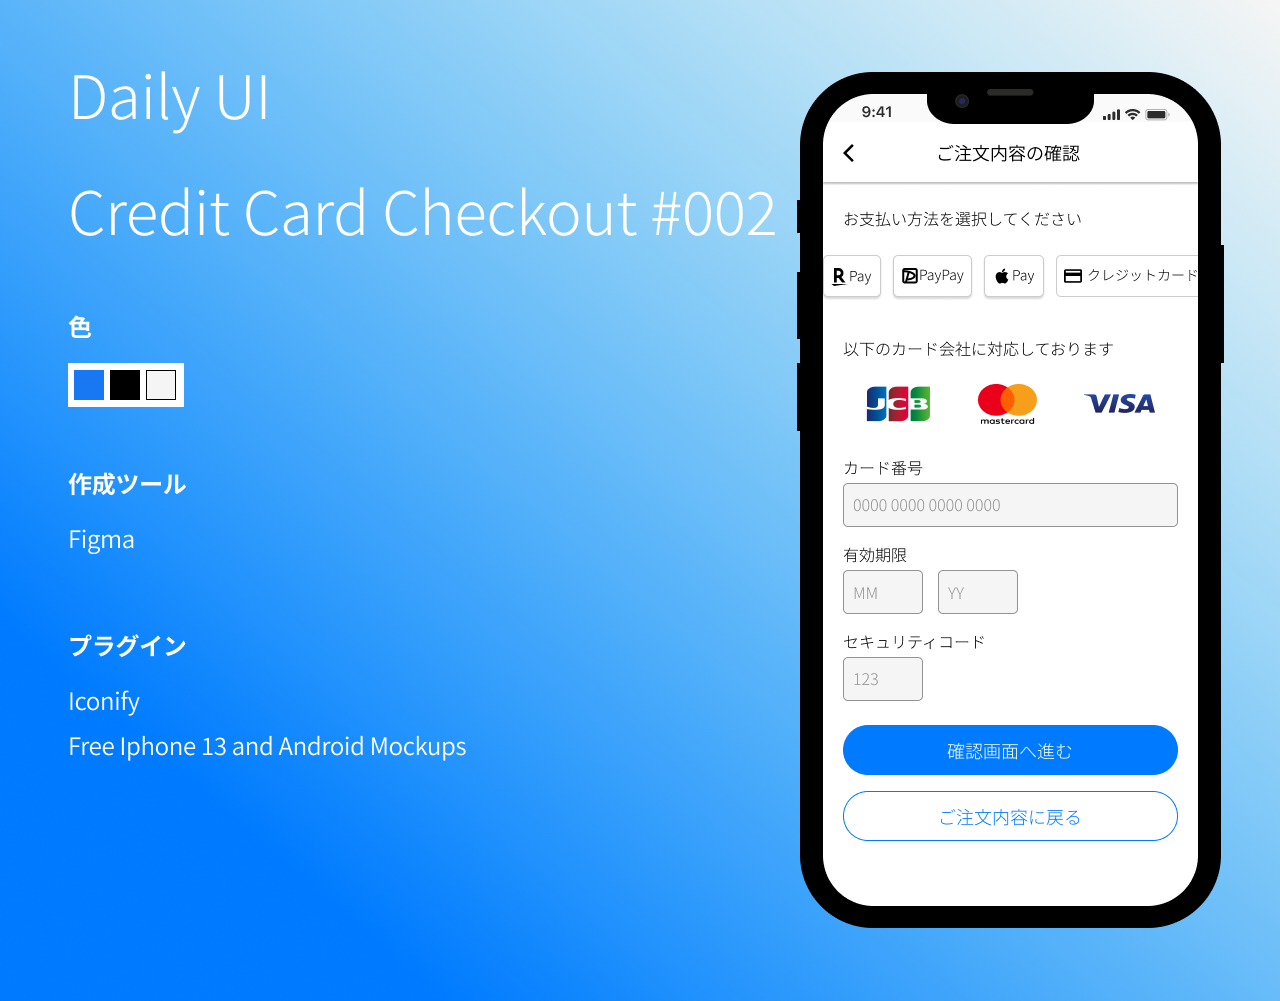 Daily UI
Credit Card Checkout #002
色
作成ツール
Figma
プラグイン
Iconify
Free Iphone 13 and Android Mockups
9:41
ご注文内容の確認
お支払い方法を選択してください
R Pay
PayPay
Pay
クレジットカード
以下のカード会社に対応しております
JCB
mastercard
VISA
カード番号
0000 0000 0000 0000
有効期限
MM YY
セキュリティコード
123
確認画面へ進む
ご注文内容に戻る